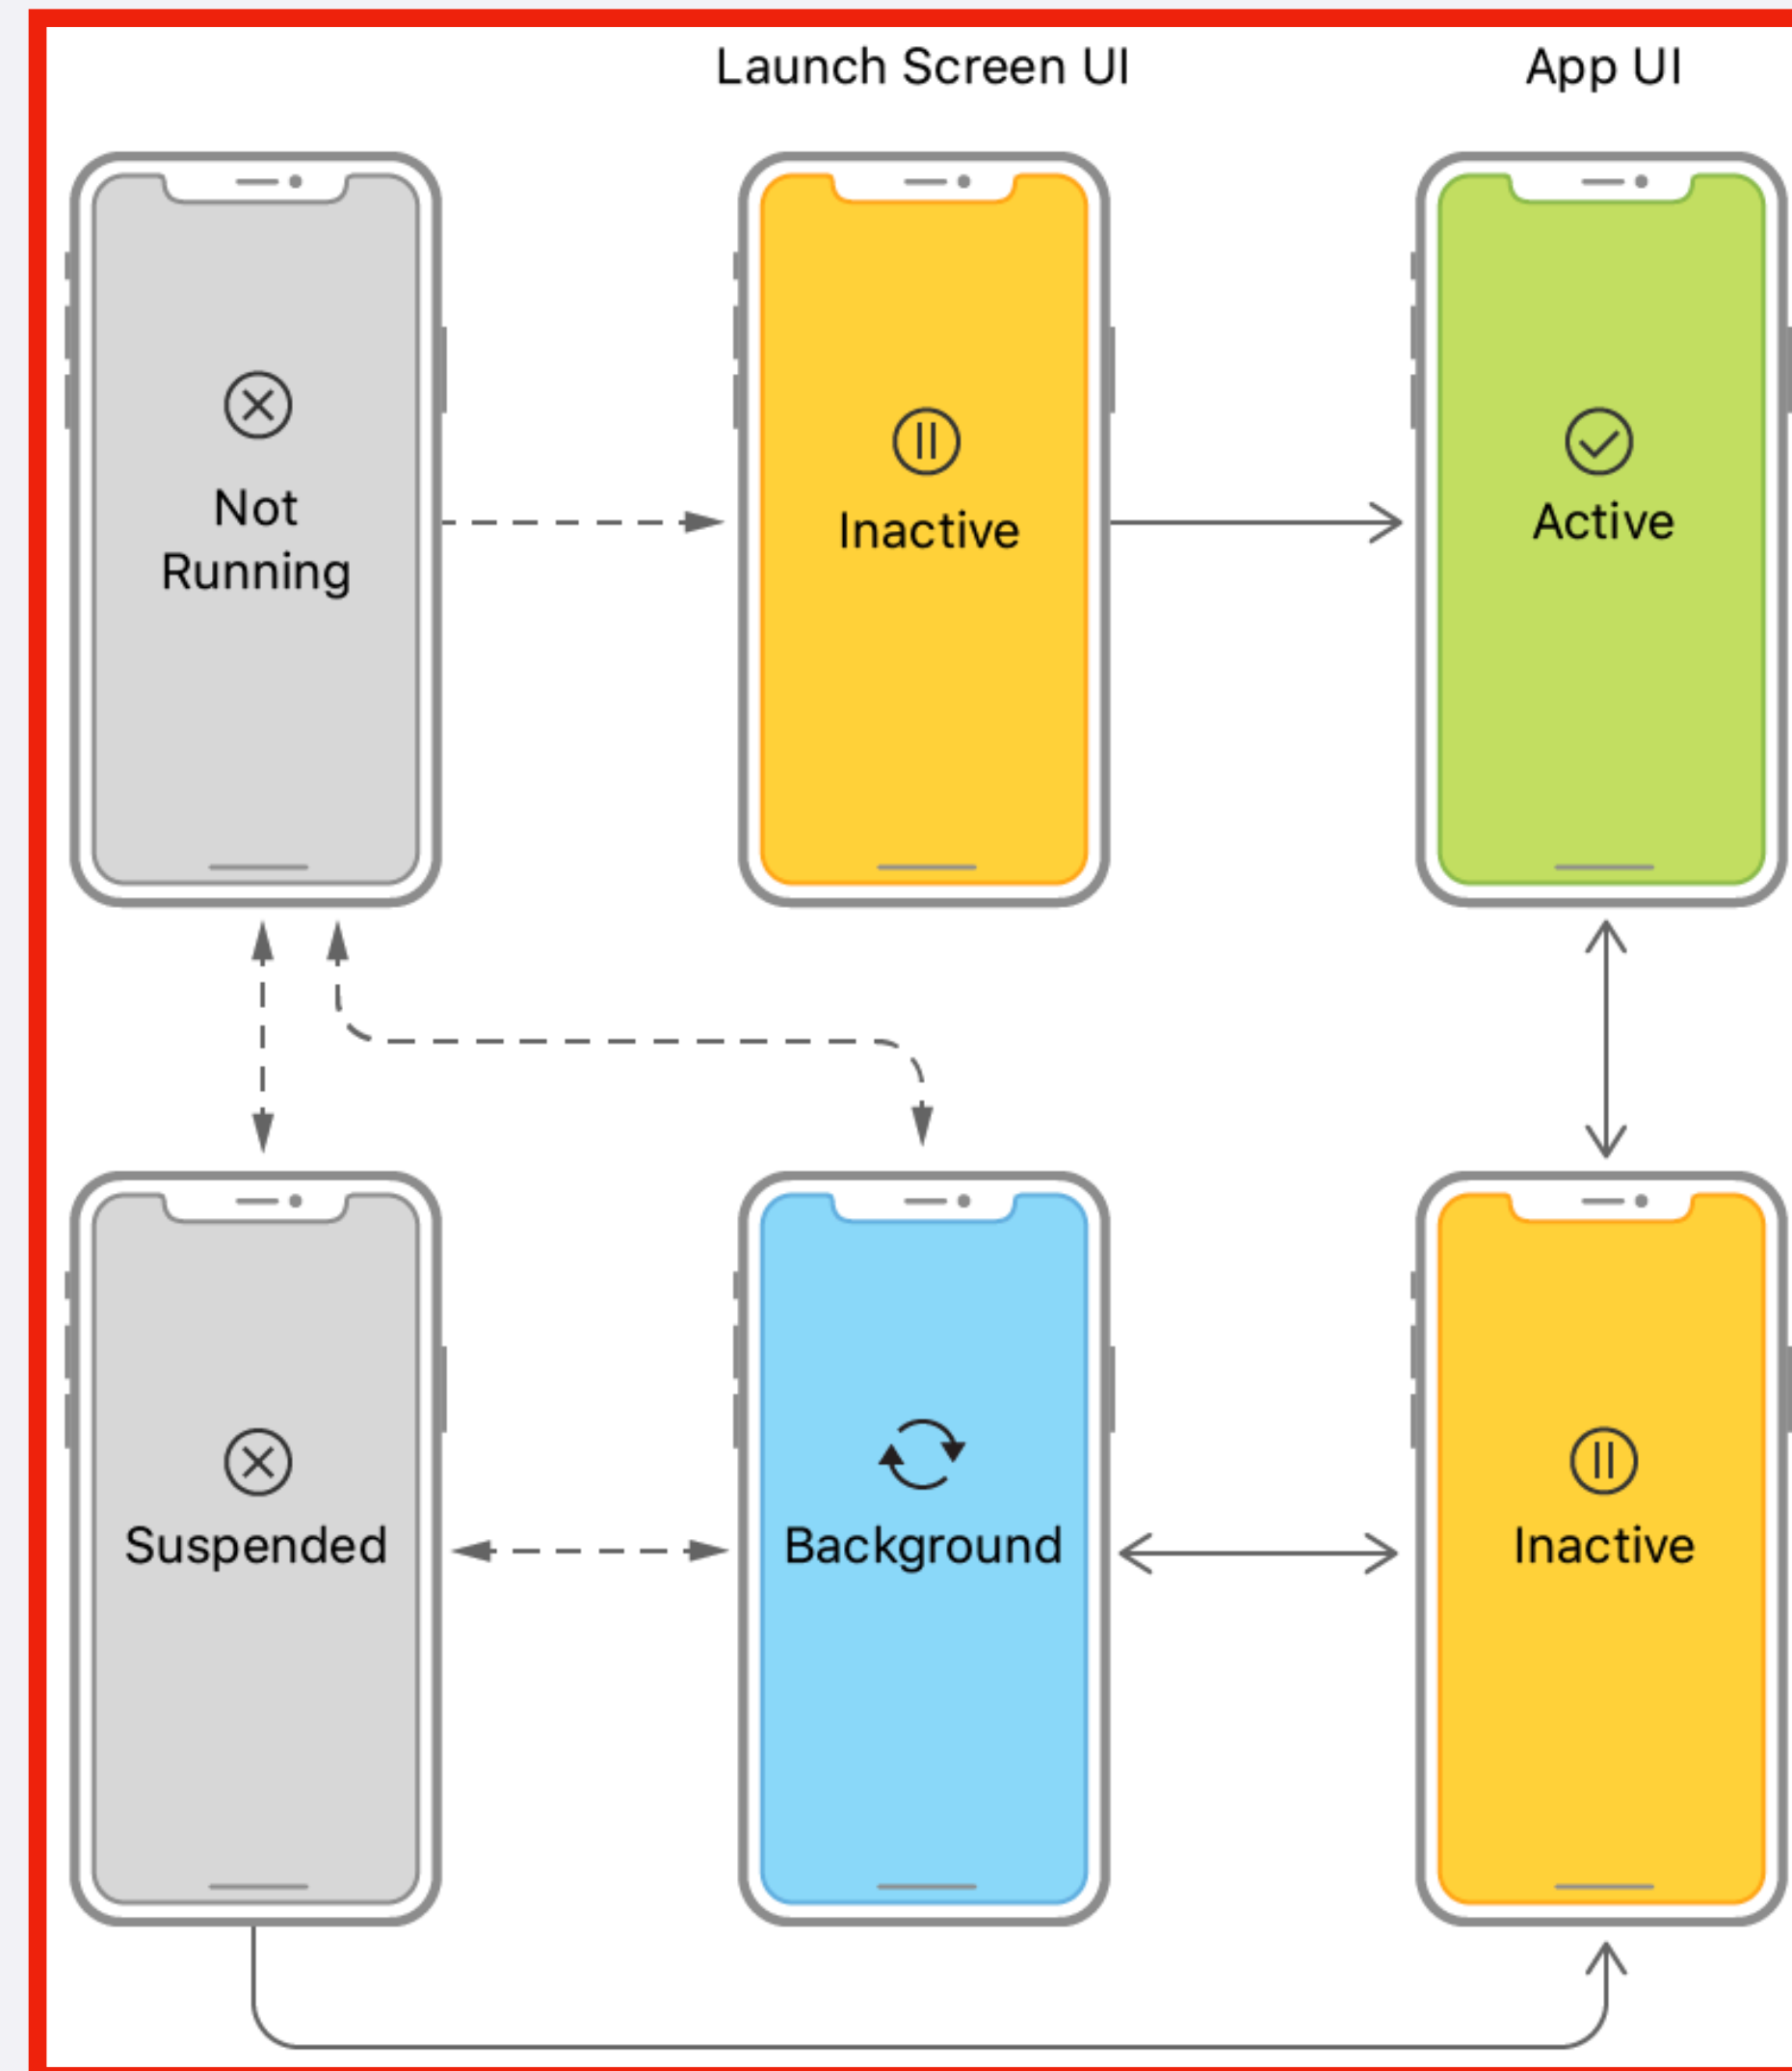 Launch Screen UI
App UI
Not
Running
Inactive
Active
Suspended
Background
Inactive